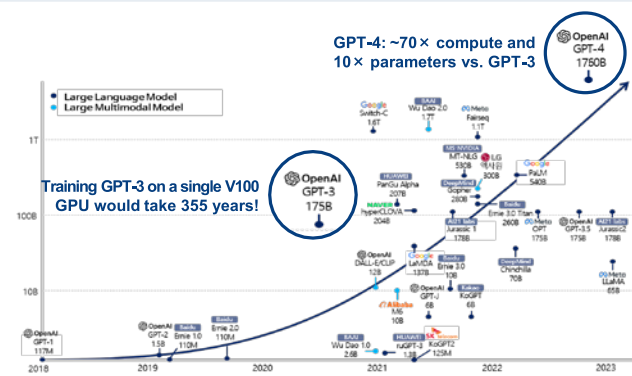 GPT-4: ~70× compute and
10× parameters vs. GPT-3
OpenAI
GPT-4
1760B
Large Language Model
Large Multimodal Model
1T
100B
10B
Google
Switch-C
1.6T
BAAI
Wu Dao 2.0
1.7T
Meto
Fairseq
1.1T
Training GPT-3 on a single V100
GPU would take 355 years!
OpenAI
GPT-3
175B
MS NVIDIA
MT-NLG
530B
LG
300B
Google
PaLM
540B
HUAWEI
PanGu Alpha
207B
DeepMind
Gopher
280B
NAVER
hyperCLOVA
204B
Baidu
Ernie 3.0 Titan
260B
AI21 labs
Jurassic 1
178B
Meto
OPT
175B
OpenAI
GPT-3.5
175B
AI21 labs
Jurassic2
178B
OpenAI
DALL-E/CLIP
12B
Google
LaMDA
137B
Baidu
Ernie 3.0
10B
DeepMind
Chinchilla
70B
Meto
LLaMA
65B
Alibaba
M6
10B
OpenAI
GPT-J
6B
Kakao
KoGPT
6B
OpenAI
GPT-1
117M
OpenAI
GPT-2
1.5B
Baidu
Ernie 1.0
110M
Baidu
Ernie 2.0
110M
BAAI
Wu Dao 1.0
2.6B
HUAWEI
ruGPT-3
1.3B
SK telecom
KoGPT2
125M
2018
2019
2020
2021
2022
2023